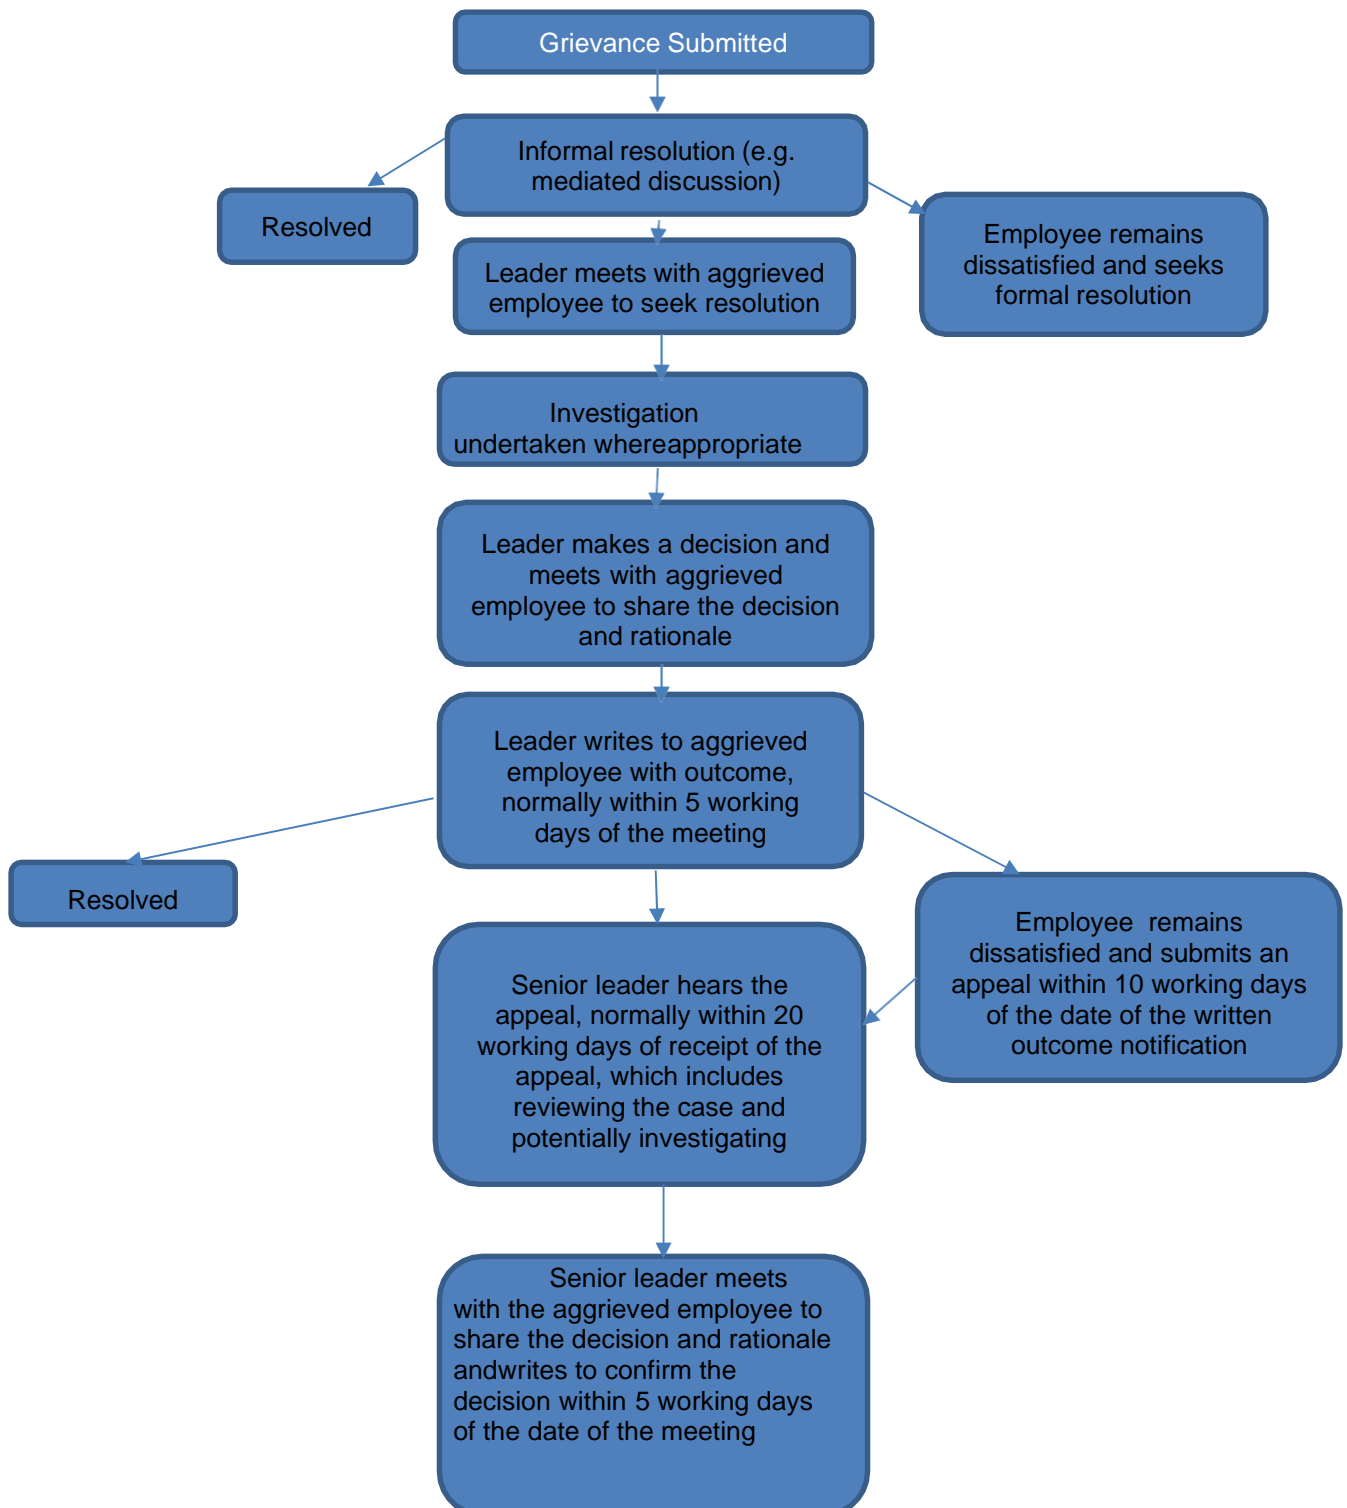 Grievance Submitted
Informal resolution (e.g.
mediated discussion)
Resolved
Employee remains
dissatisfied and seeks
formal resolution
Leader meets with aggrieved
employee to seek resolution
Investigation
undertaken whereappropriate
Leader makes a decision and
meets with aggrieved
employee to share the decision
and rationale
Leader writes to aggrieved
employee with outcome,
normally within 5 working
days of the meeting
Resolved
Employee remains
dissatisfied and submits an
appeal within 10 working days
of the date of the written
outcome notification
Senior leader hears the
appeal, normally within 20
working days of receipt of the
appeal, which includes
reviewing the case and
potentially investigating
Senior leader meets
with the aggrieved employee to
share the decision and rationale
andwrites to confirm the
decision within 5 working days
of the date of the meeting